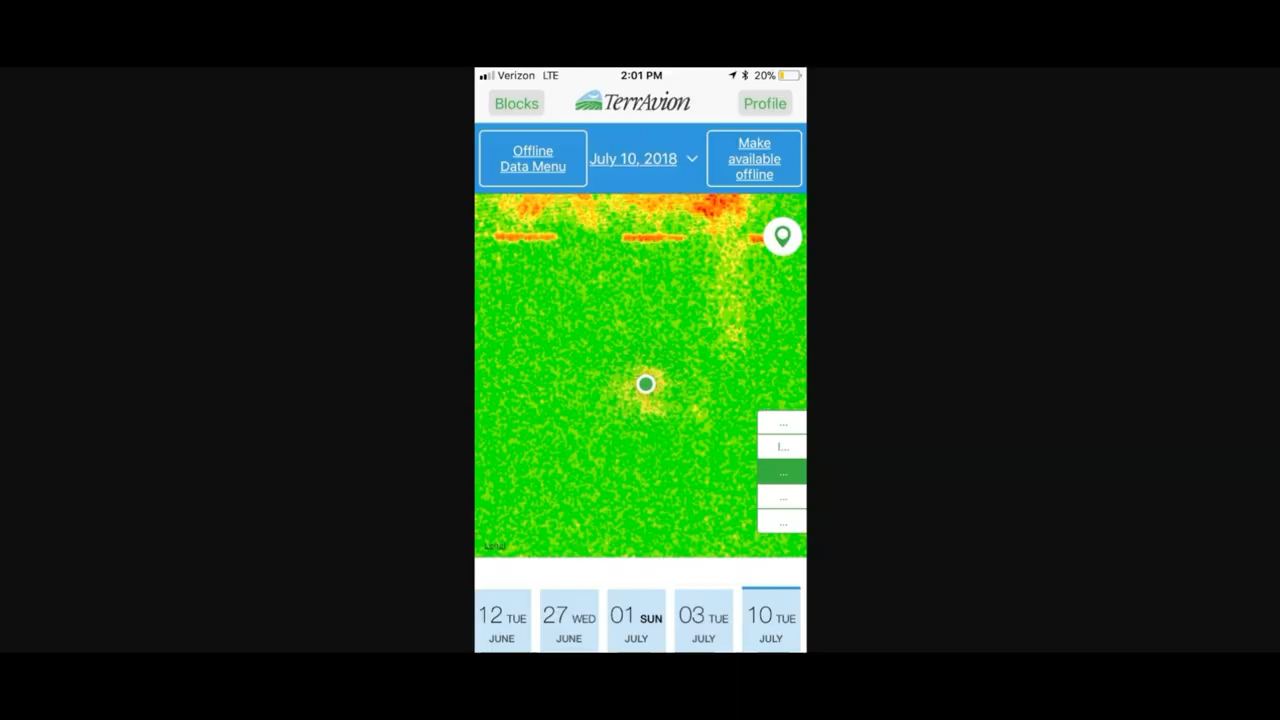 Verizon LTE
2:01 PM
20%
Blocks
TerrAvion
Profile
Offline
Data Menu
July 10, 2018
Make
available
offline
...
I...
...
...
...
12 TUE
JUNE
27 WED
JUNE
01 SUN
JULY
03 TUE
JULY
10 TUE
JULY